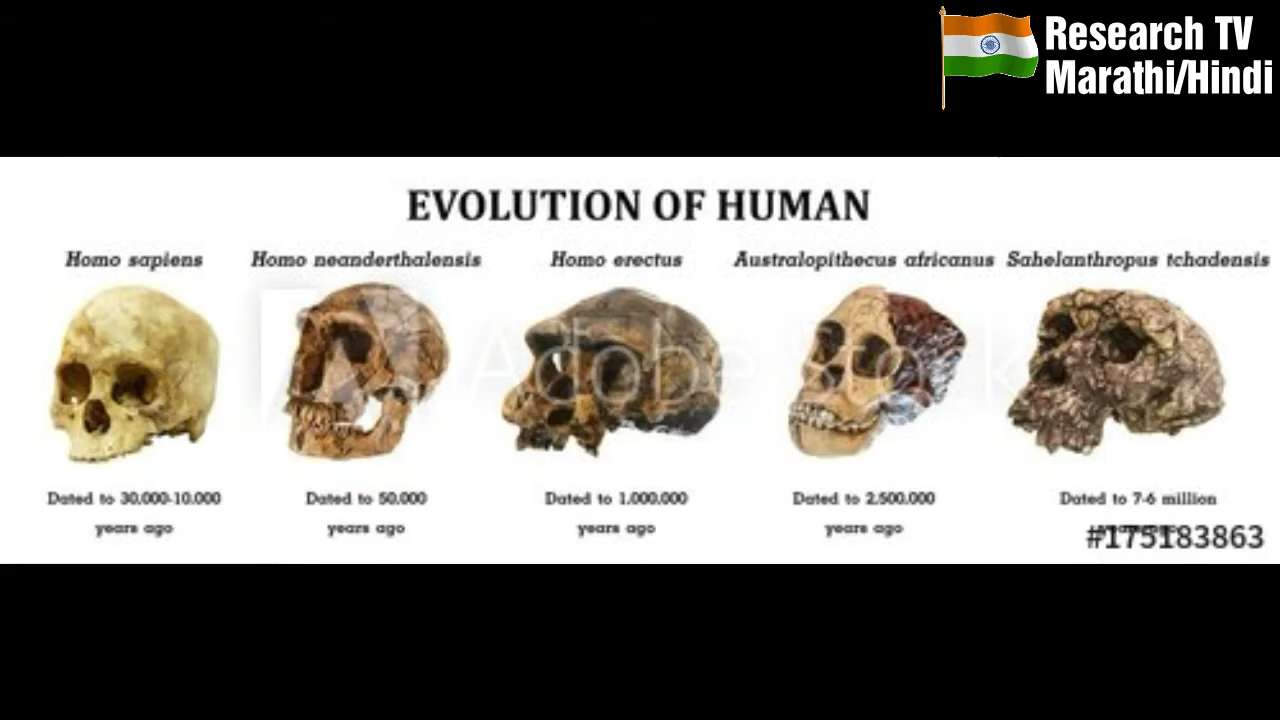 Research TV
Marathi/Hindi
EVOLUTION OF HUMAN
Homo sapiens
Homo neanderthalensis
Homo erectus
Australopithecus africanus
Sahelanthropus tchadensis
Adobe Stock
Dated to 30.000-10.000
years ago
Dated to 50.000
years ago
Dated to 1.000.000
years ago
Dated to 2.500.000
years ago
Dated to 7-6 million
#175183863